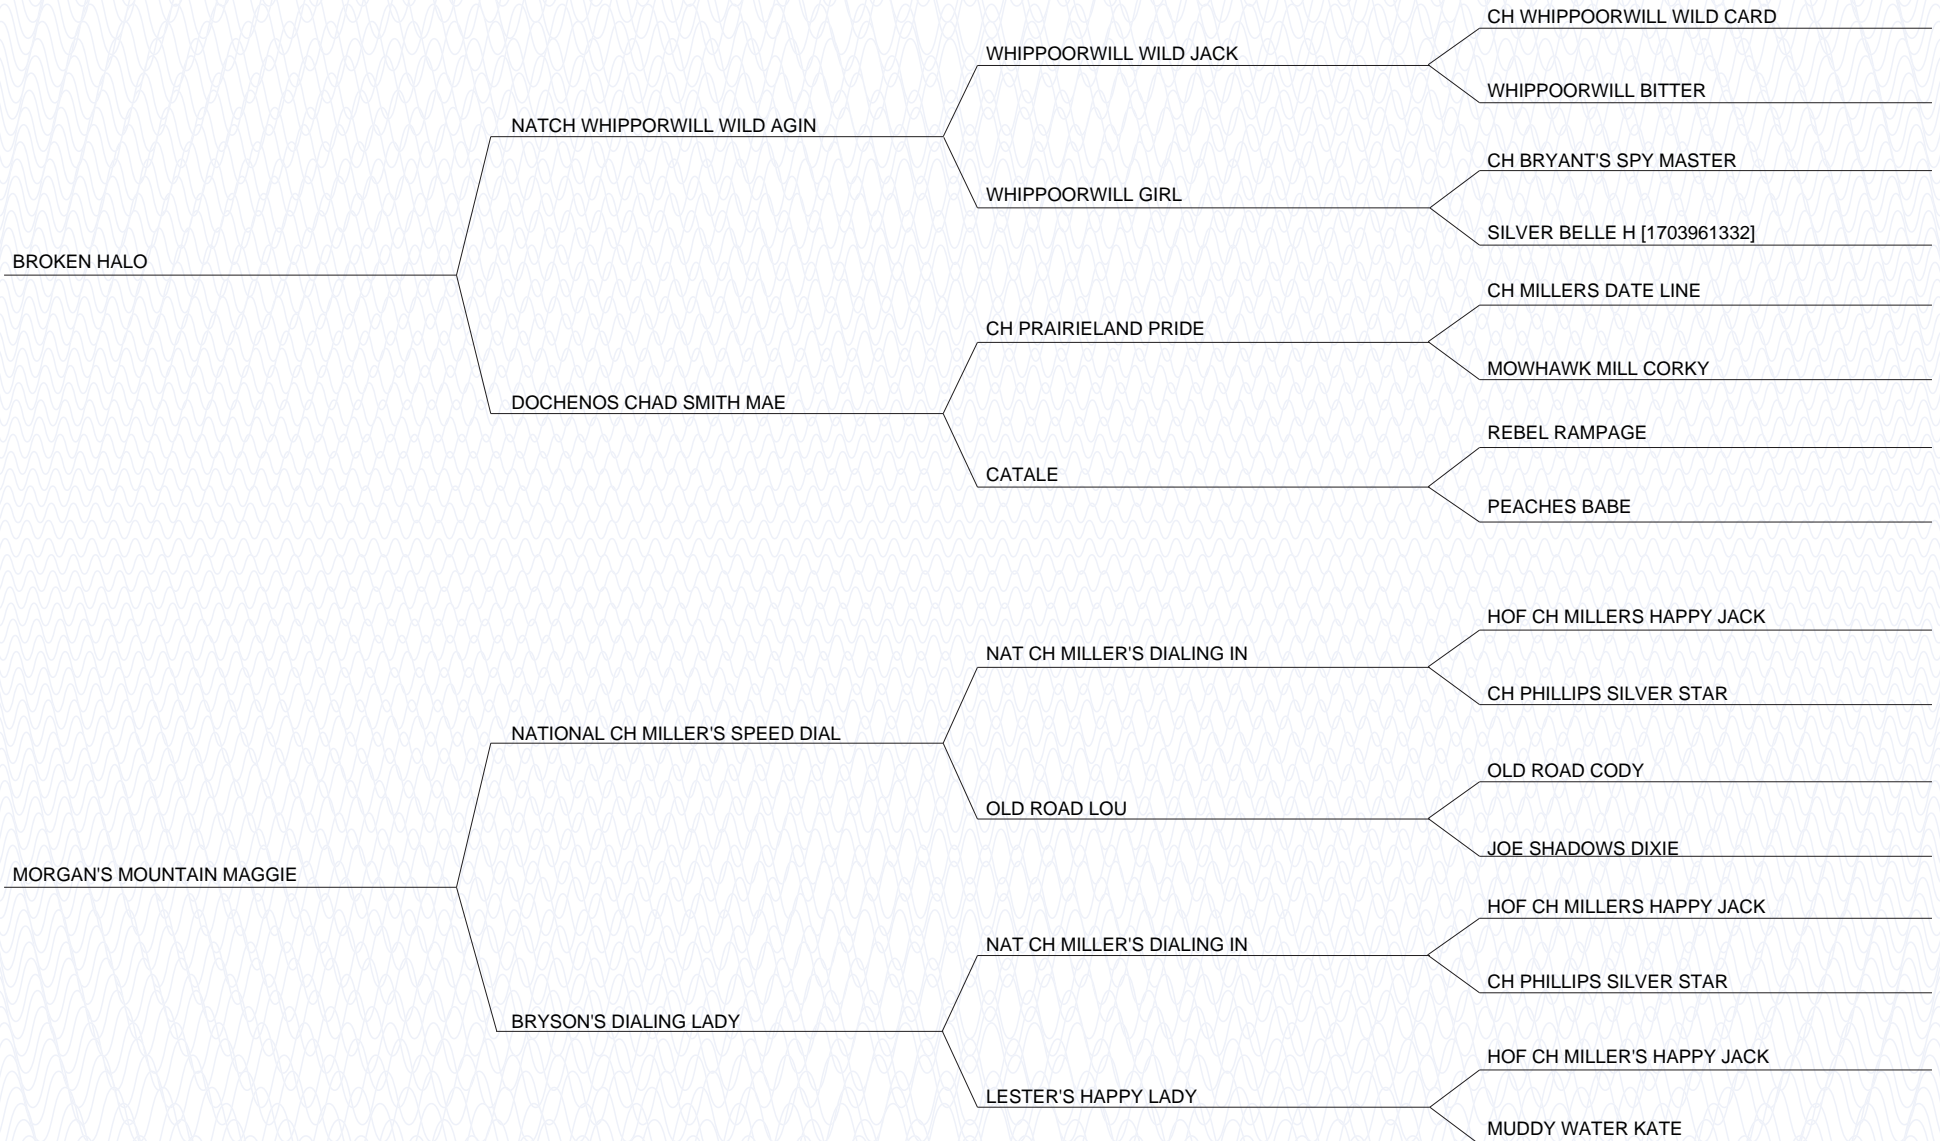 CH WHIPPOORWILL WILD CARD
WHIPPOORWILL WILD JACK
WHIPPOORWILL BITTER
NATCH WHIPPORWILL WILD AGIN
CH BRYANT'S SPY MASTER
WHIPPOORWILL GIRL
SILVER BELLE H [1703961332]
BROKEN HALO
CH MILLERS DATE LINE
CH PRAIRIELAND PRIDE
MOWHAWK MILL CORKY
DOCHENOS CHAD SMITH MAE
REBEL RAMPAGE
CATALE
PEACHES BABE
HOF CH MILLERS HAPPY JACK
NAT CH MILLER'S DIALING IN
CH PHILLIPS SILVER STAR
NATIONAL CH MILLER'S SPEED DIAL
OLD ROAD CODY
OLD ROAD LOU
JOE SHADOWS DIXIE
MORGAN'S MOUNTAIN MAGGIE
HOF CH MILLERS HAPPY JACK
NAT CH MILLER'S DIALING IN
CH PHILLIPS SILVER STAR
BRYSON'S DIALING LADY
HOF CH MILLER'S HAPPY JACK
LESTER'S HAPPY LADY
MUDDY WATER KATE